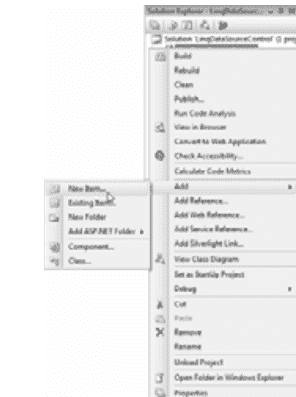 Solution Explorer - LinqDataSourc...
Solution 'LinqDataSourceControl' (1 proj
Build
Rebuild
Clean
Publish...
Run Code Analysis
View in Browser
Convert to Web Application
Check Accessibility...
Calculate Code Metrics
Add
New Item...
Existing Item...
New Folder
Add ASP.NET Folder
Component...
Class...
Add Reference...
Add Web Reference...
Add Service Reference...
Add Silverlight Link...
View Class Diagram
Set as StartUp Project
Debug
Cut
Paste
Remove
Rename
Unload Project
Open Folder in Windows Explorer
Properties